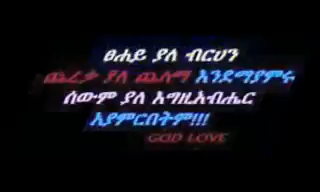 ፀሐይ ያለ ብርሀን
ጨረቃ ያለ ጨለማ እንደማያምሩ
ሰውም ያለ እግዚአብሔር
አያምርበትም!!!
GOD LOVE